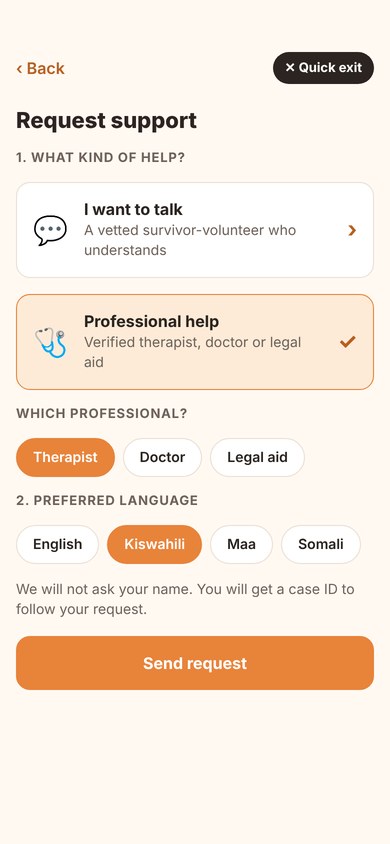 ‹ Back
✕ Quick exit
Request support
1. WHAT KIND OF HELP?
I want to talk
A vetted survivor-volunteer who
understands
›
Professional help
Verified therapist, doctor or legal
aid
WHICH PROFESSIONAL?
Therapist
Doctor
Legal aid
2. PREFERRED LANGUAGE
English
Kiswahili
Maa
Somali
We will not ask your name. You will get a case ID to
follow your request.
Send request